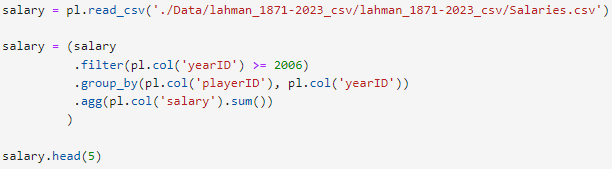 salary = pl.read_csv('./Data/lahman_1871-2023_csv/lahman_1871-2023_csv/Salaries.csv')
salary = (salary
.filter(pl.col('yearID') >= 2006)
.group_by(pl.col('playerID'), pl.col('yearID'))
.agg(pl.col('salary').sum())
)
salary.head(5)